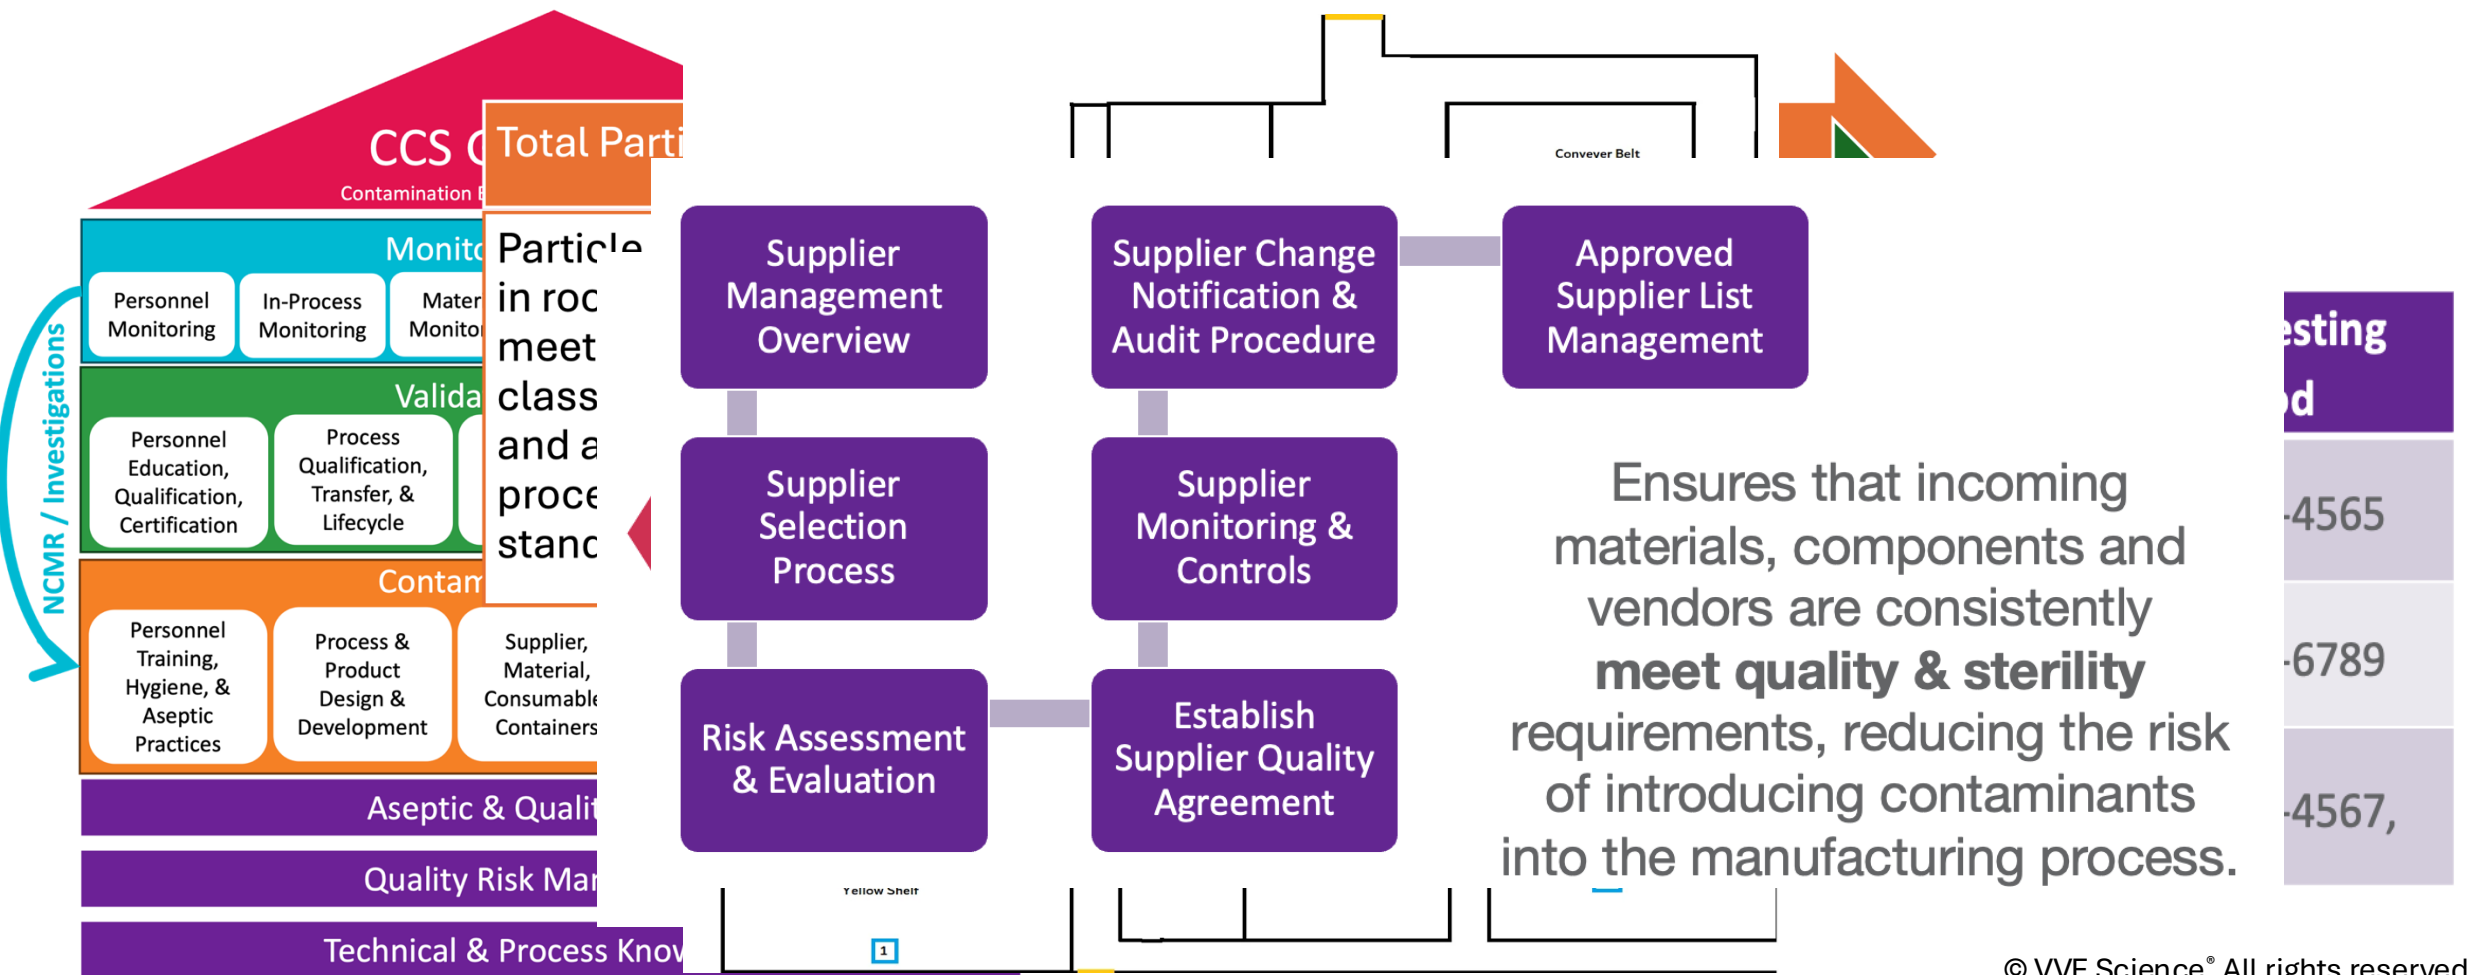 CCS
Contamination
Monito
Personnel
Monitoring
In-Process
Monitoring
Mater
Monito
NCMR / Investigations
Valida
Personnel
Education,
Qualification,
Certification
Process
Qualification,
Transfer, &
Lifecycle
Contam
Personnel
Training,
Hygiene, &
Aseptic
Practices
Process &
Product
Design &
Development
Supplier,
Material,
Consumable
Containers
Aseptic & Qualit
Quality Risk Mar
Technical & Process Know
Total Parti
Particle
in roo
meet
class
and a
proce
stand
Supplier
Management
Overview
Supplier
Selection
Process
Risk Assessment
& Evaluation
Establish
Supplier Quality
Agreement
Supplier
Monitoring &
Controls
Supplier Change
Notification &
Audit Procedure
Approved
Supplier List
Management
Conveyer Belt
Yellow Shelf
1
Ensures that incoming
materials, components and
vendors are consistently
meet quality & sterility
requirements, reducing the risk
of introducing contaminants
into the manufacturing process.
esting
od
-4565
-6789
-4567,
© VVF Science® All rights reserved